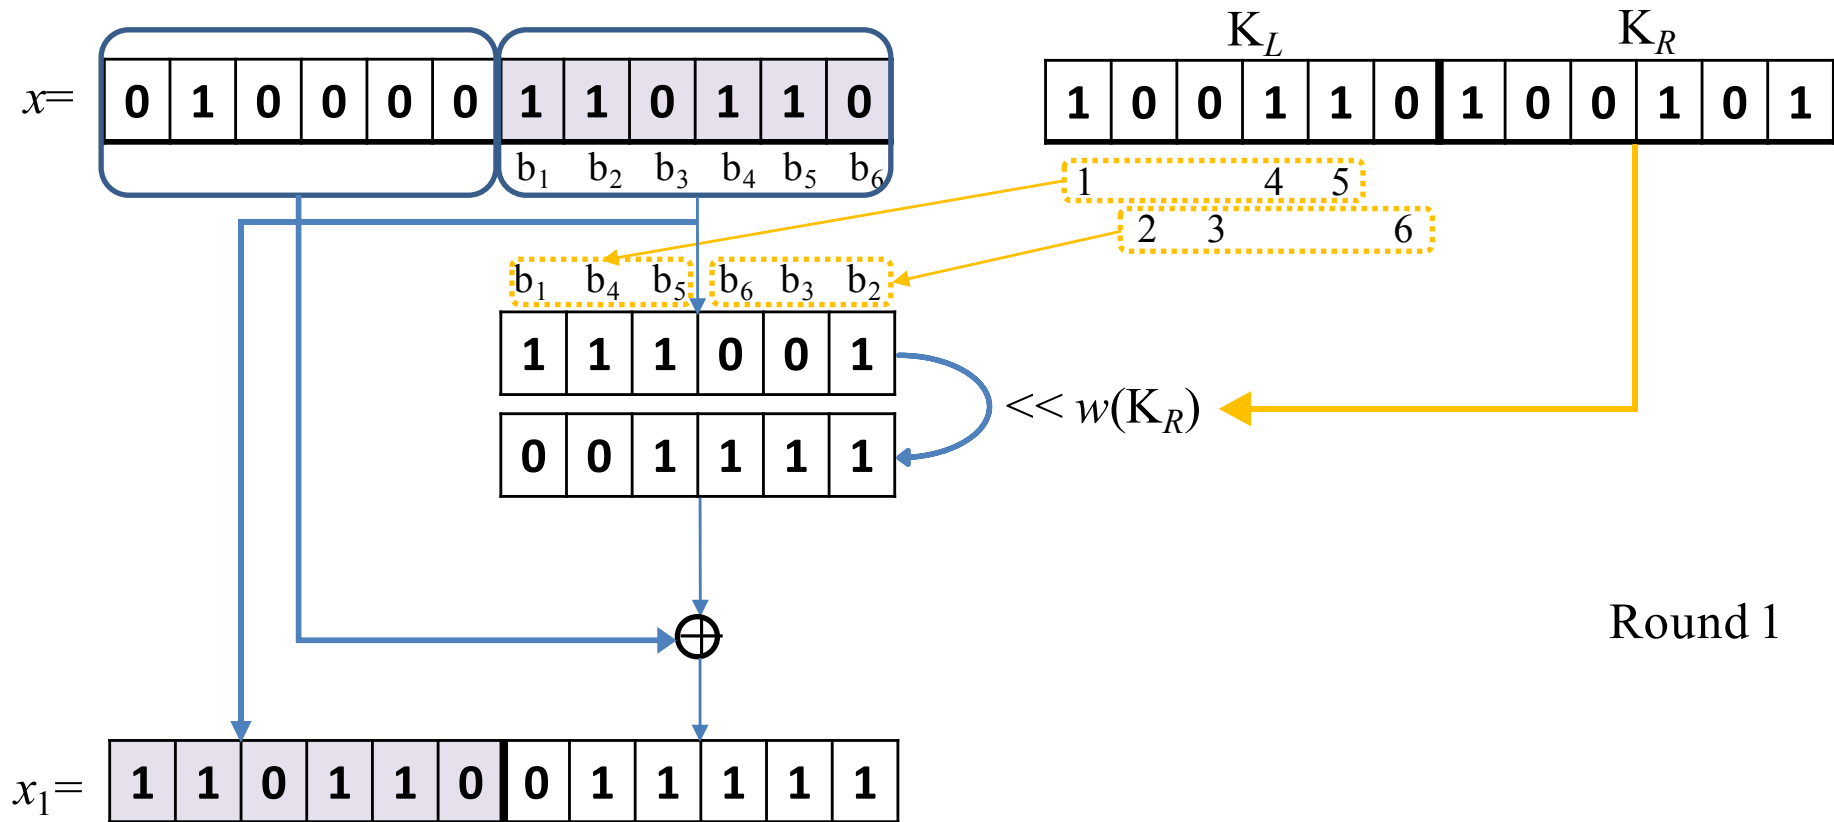 K_L K_R
x= 0 1 0 0 0 0 1 1 0 1 1 0 1 0 0 1 1 0 1 0 0 1 0 1
b₁ b₂ b₃ b₄ b₅ b₆ 1 4 5
2 3 6
b₁ b₄ b₅ b₆ b₃ b₂
1 1 1 0 0 1
<< w(K_R)
0 0 1 1 1 1
Round 1
x₁= 1 1 0 1 1 0 0 1 1 1 1 1